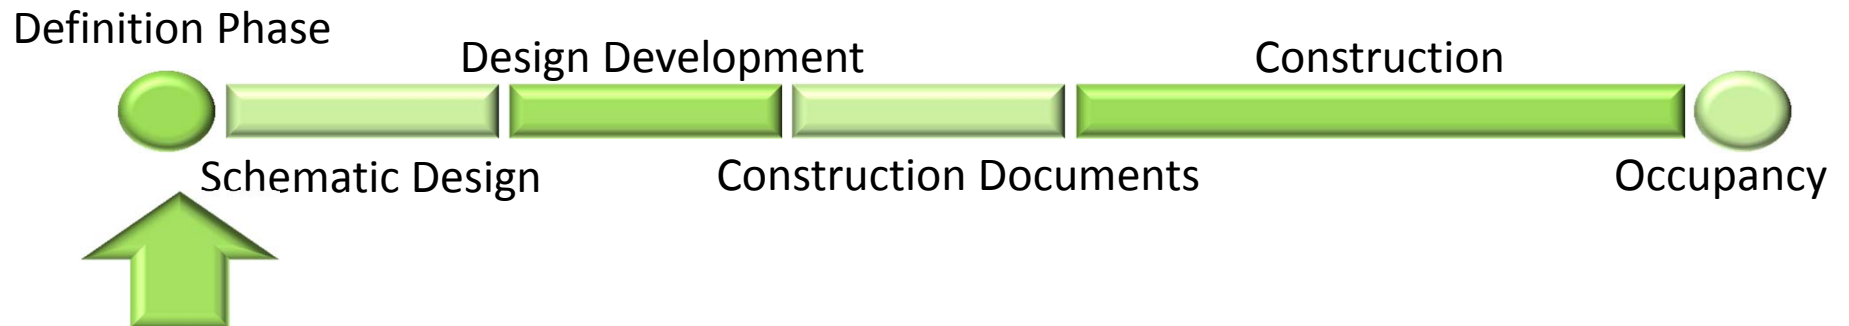 Definition Phase
Design Development
Construction
Schematic Design
Construction Documents
Occupancy